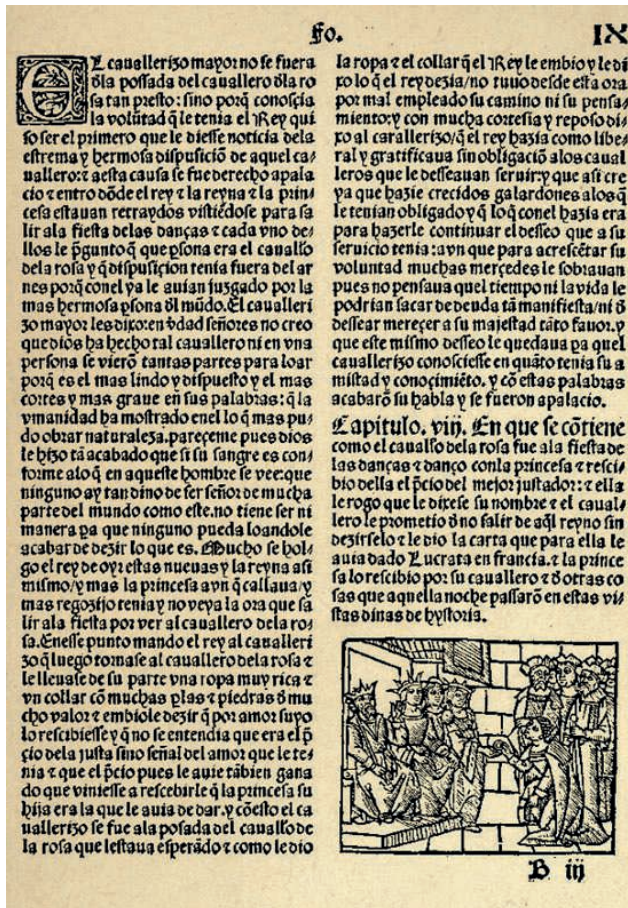 Fo. IX
EL cauallerizo mayor no se fuera
d̄la possada del cauallero d̄la ro
sa tan presto: sino porq̄ conoscia
la volūtad q̄ le tenia el Rey qui
so ser el primero que le diesse noticia dela
estrema y hermosa dispusiciō de aquel ca⸗
uallero: ⁊ aesta causa se fue derecho apala
cio ⁊ entro dōde el rey ⁊ la reyna ⁊ la prin⸗
cesa estauan retraydos vistiēdose para sa
lir ala fiesta delas danças ⁊ cada vno de⸗
llos le p̄gunto q̄ que ꝑsona era el cauallo
dela rosa y q̄ dispusiçion tenia fuera del ar
nes porq̄ conel ya le auian juzgado por la
mas hermosa ꝑsona dl mūdo. El caualleri
zo mayor les dixo: en ṽdad señores no creo
que dios ha hecho tal cauallero ni en vna
persona se vierō tantas partes para loar
porq̄ es el mas lindo y dispuesto y el mas
cortes y mas graue en sus palabras: q̄ la
vmanidad ha mostrado enel lo q̄ mas pu⸗
do obrar naturaleza. pareçeme pues dios
le hizo tā acabado que si su sangre es con⸗
forme alo q̄ en aqueste hombre se vee: que
ninguno ay tan dino de ser señor de mucha
parte del mundo como este. no tiene ser ni
manera ya que ninguno pueda loandole
acabar de dezir lo que es. Mucho se hol⸗
go el rey de oyr estas nueuas y la reyna asi
mismo/y mas la princesa avn q̄ callaua/y
mas regozijo tenia y no veya la ora que sa
lir ala fiesta por ver al cauallero dela ro⸗
sa. Enesse punto mando el rey al caualleri
zo q̄ luego tornase al cauallero dela rosa ⁊
le lleuase de su parte vna ropa muy rica ⁊
vn collar cō muchas ꝑlas ⁊ piedras d̄ mu
cho valor ⁊ embiole dezir q̄ por amor suyo
lo rescibiesse y q̄ no se entendia que era el p̄
çio dela justa sino señal del amor que le te⸗
nia ⁊ que el p̄cio pues le auie tābien gana
do que viniesse a rescebirle q̄ la princesa su
hija era la que le auia de dar. y cōesto el ca
uallerizo se fue ala posada del cauallo de
la rosa que lestaua esperādo ⁊ como le dio
la ropa ⁊ el collar q̄ el Rey le embio y le di
xo lo q̄ el rey dezia/no tuuo desde esta ora
por mal empleado su camino ni su pensa⸗
miento: y con mucha cortesia y reposo di⸗
xo al carallerizo/q̄ el rey hazia como libe⸗
ral y gratificaua sin obligaciō alos cauall
leros que le desseauan seruir: y que asi cre
ya que hazie crecidos galardones alos q̄
le tenian obligado y q̄ lo q̄ conel hazia era
para hazerle continuar el desseo que a su
seruicio tenia: avn que para acrescētar su
voluntad muchas merçedes le sobrauan
pues no pensaua quel tiempo ni la vida le
podrian sacar de deuda tā manifiesta/ni d̄
dessear mereçer a su majestad tāto fauor. y
que este mismo desseo le quedaua pa quel
cauallerizo conosciesse en quāto tenia su a
mistad y conoçimiēto. y cō estas palabras
acabarō su habla y se fueron apalacio.
Capitulo. viij. En que se cōtiene
como el cauallo dela rosa fue ala fiesta de
las danças ⁊ danço conla princesa ⁊ resci⸗
bio della el p̄cio del mejor justador: ⁊ ella
le rogo que le dixese su nombre ⁊ el caual⸗
lero le prometio d̄ no salir de aq̄l reyno sin
dezirselo ⁊ le dio la carta que para ella le
auia dado Lucrata en francia. ⁊ la prince
sa lo rescibio por su cauallero ⁊ d̄ otras co
sas que aquella noche passarō en estas vi⸗
stas dinas de hystoria.
B iij